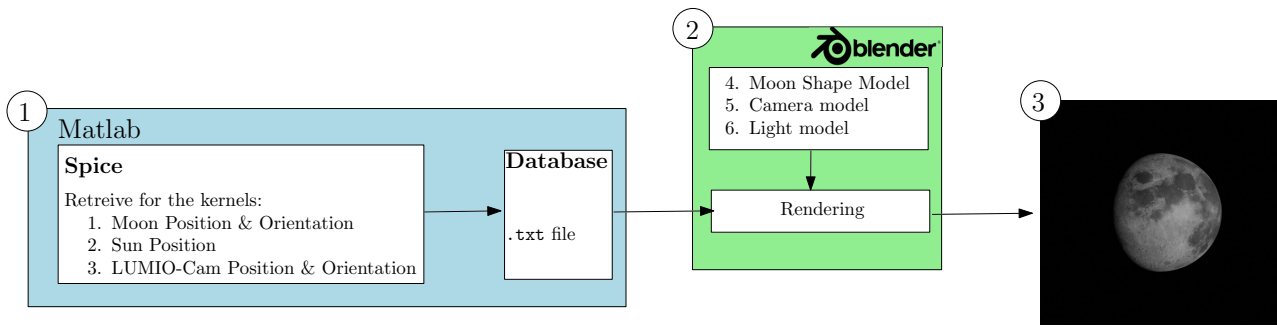 1
Matlab
Spice
Retreive for the kernels:
1. Moon Position & Orientation
2. Sun Position
3. LUMIO-Cam Position & Orientation
Database
.txt file
2
blender
4. Moon Shape Model
5. Camera model
6. Light model
Rendering
3